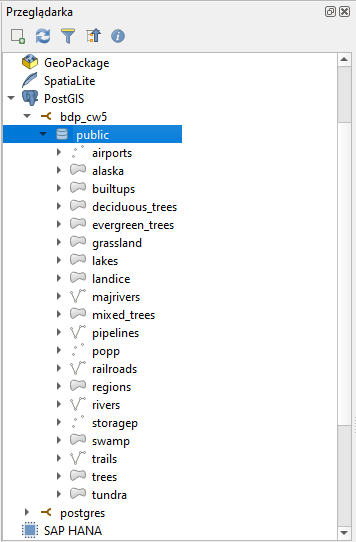 Przeglądarka
GeoPackage
SpatiaLite
PostGIS
bdp_cw5
public
airports
alaska
builtups
deciduous_trees
evergreen_trees
grassland
lakes
landice
majrivers
mixed_trees
pipelines
popp
railroads
regions
rivers
storagep
swamp
trails
trees
tundra
postgres
SAP HANA